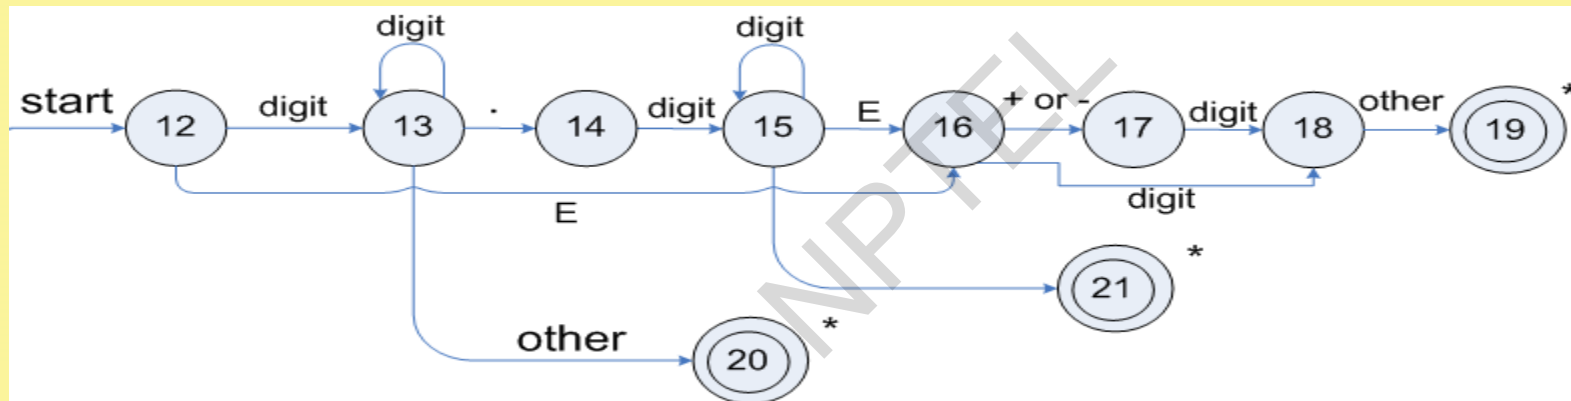 digit digit
start digit . digit E + or - digit other *
12 13 14 15 16 17 18 19
E digit
21 *
other 20 *
NPTEL